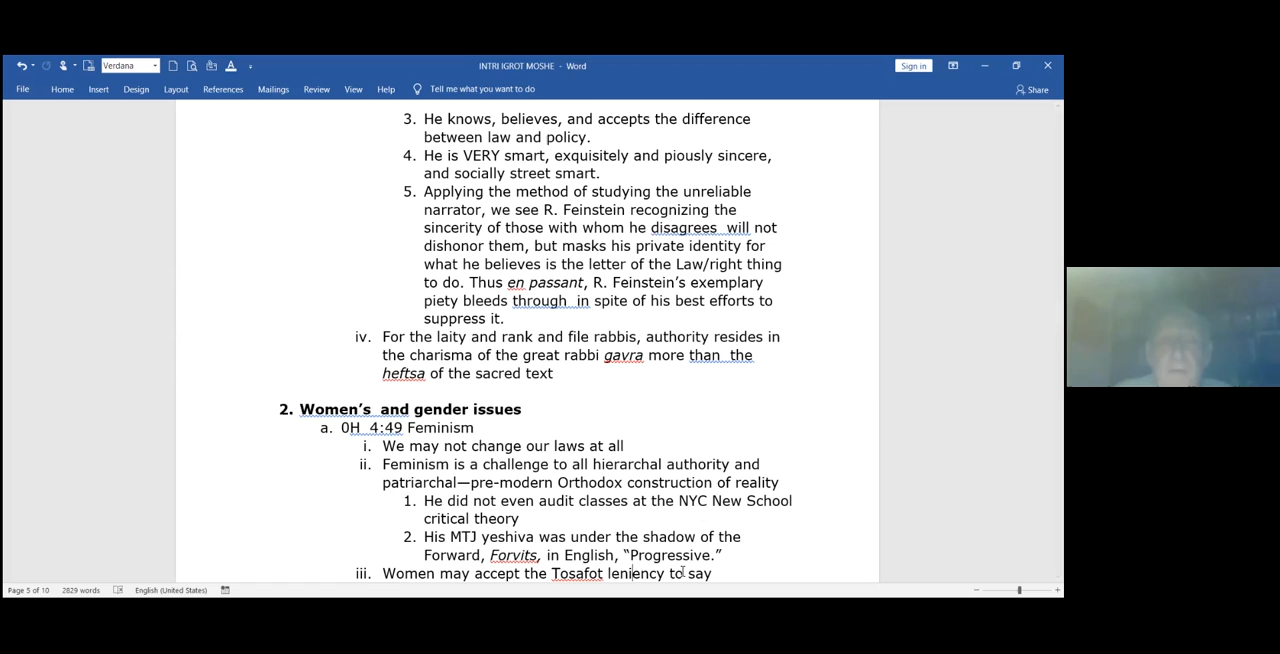 Verdana
INTRI IGROT MOSHE - Word
Sign in
File Home Insert Design Layout References Mailings Review View Help Tell me what you want to do Share
3. He knows, believes, and accepts the difference
between law and policy.
4. He is VERY smart, exquisitely and piously sincere,
and socially street smart.
5. Applying the method of studying the unreliable
narrator, we see R. Feinstein recognizing the
sincerity of those with whom he disagrees will not
dishonor them, but masks his private identity for
what he believes is the letter of the Law/right thing
to do. Thus en passant, R. Feinstein’s exemplary
piety bleeds through in spite of his best efforts to
suppress it.
iv. For the laity and rank and file rabbis, authority resides in
the charisma of the great rabbi gavra more than the
heftsa of the sacred text
2. Women’s and gender issues
a. 0H 4:49 Feminism
i. We may not change our laws at all
ii. Feminism is a challenge to all hierarchal authority and
patriarchal—pre-modern Orthodox construction of reality
1. He did not even audit classes at the NYC New School
critical theory
2. His MTJ yeshiva was under the shadow of the
Forward, Forvits, in English, “Progressive.”
iii. Women may accept the Tosafot leniency to say
Page 5 of 10 2829 words English (United States)